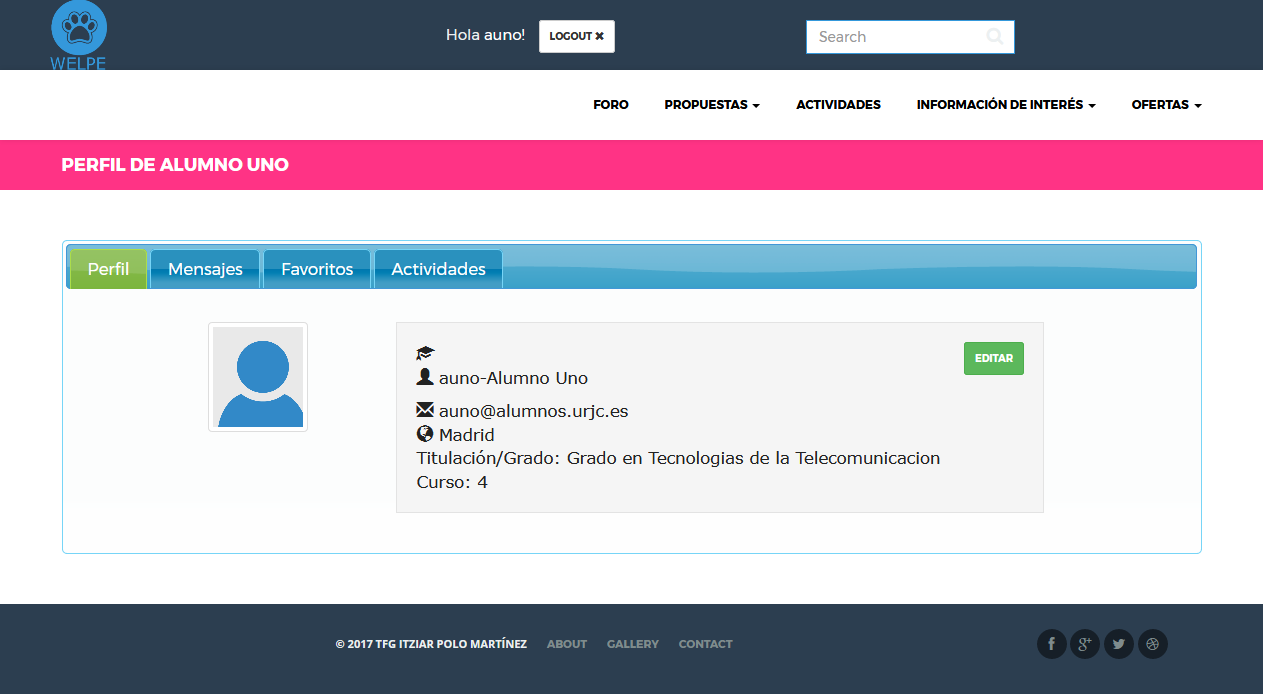 WELPE
Hola auno!
LOGOUT ✖
Search
FORO
PROPUESTAS
ACTIVIDADES
INFORMACIÓN DE INTERÉS
OFERTAS
PERFIL DE ALUMNO UNO
Perfil
Mensajes
Favoritos
Actividades
EDITAR
auno-Alumno Uno
auno@alumnos.urjc.es
Madrid
Titulación/Grado: Grado en Tecnologias de la Telecomunicacion
Curso: 4
© 2017 TFG ITZIAR POLO MARTÍNEZ
ABOUT
GALLERY
CONTACT